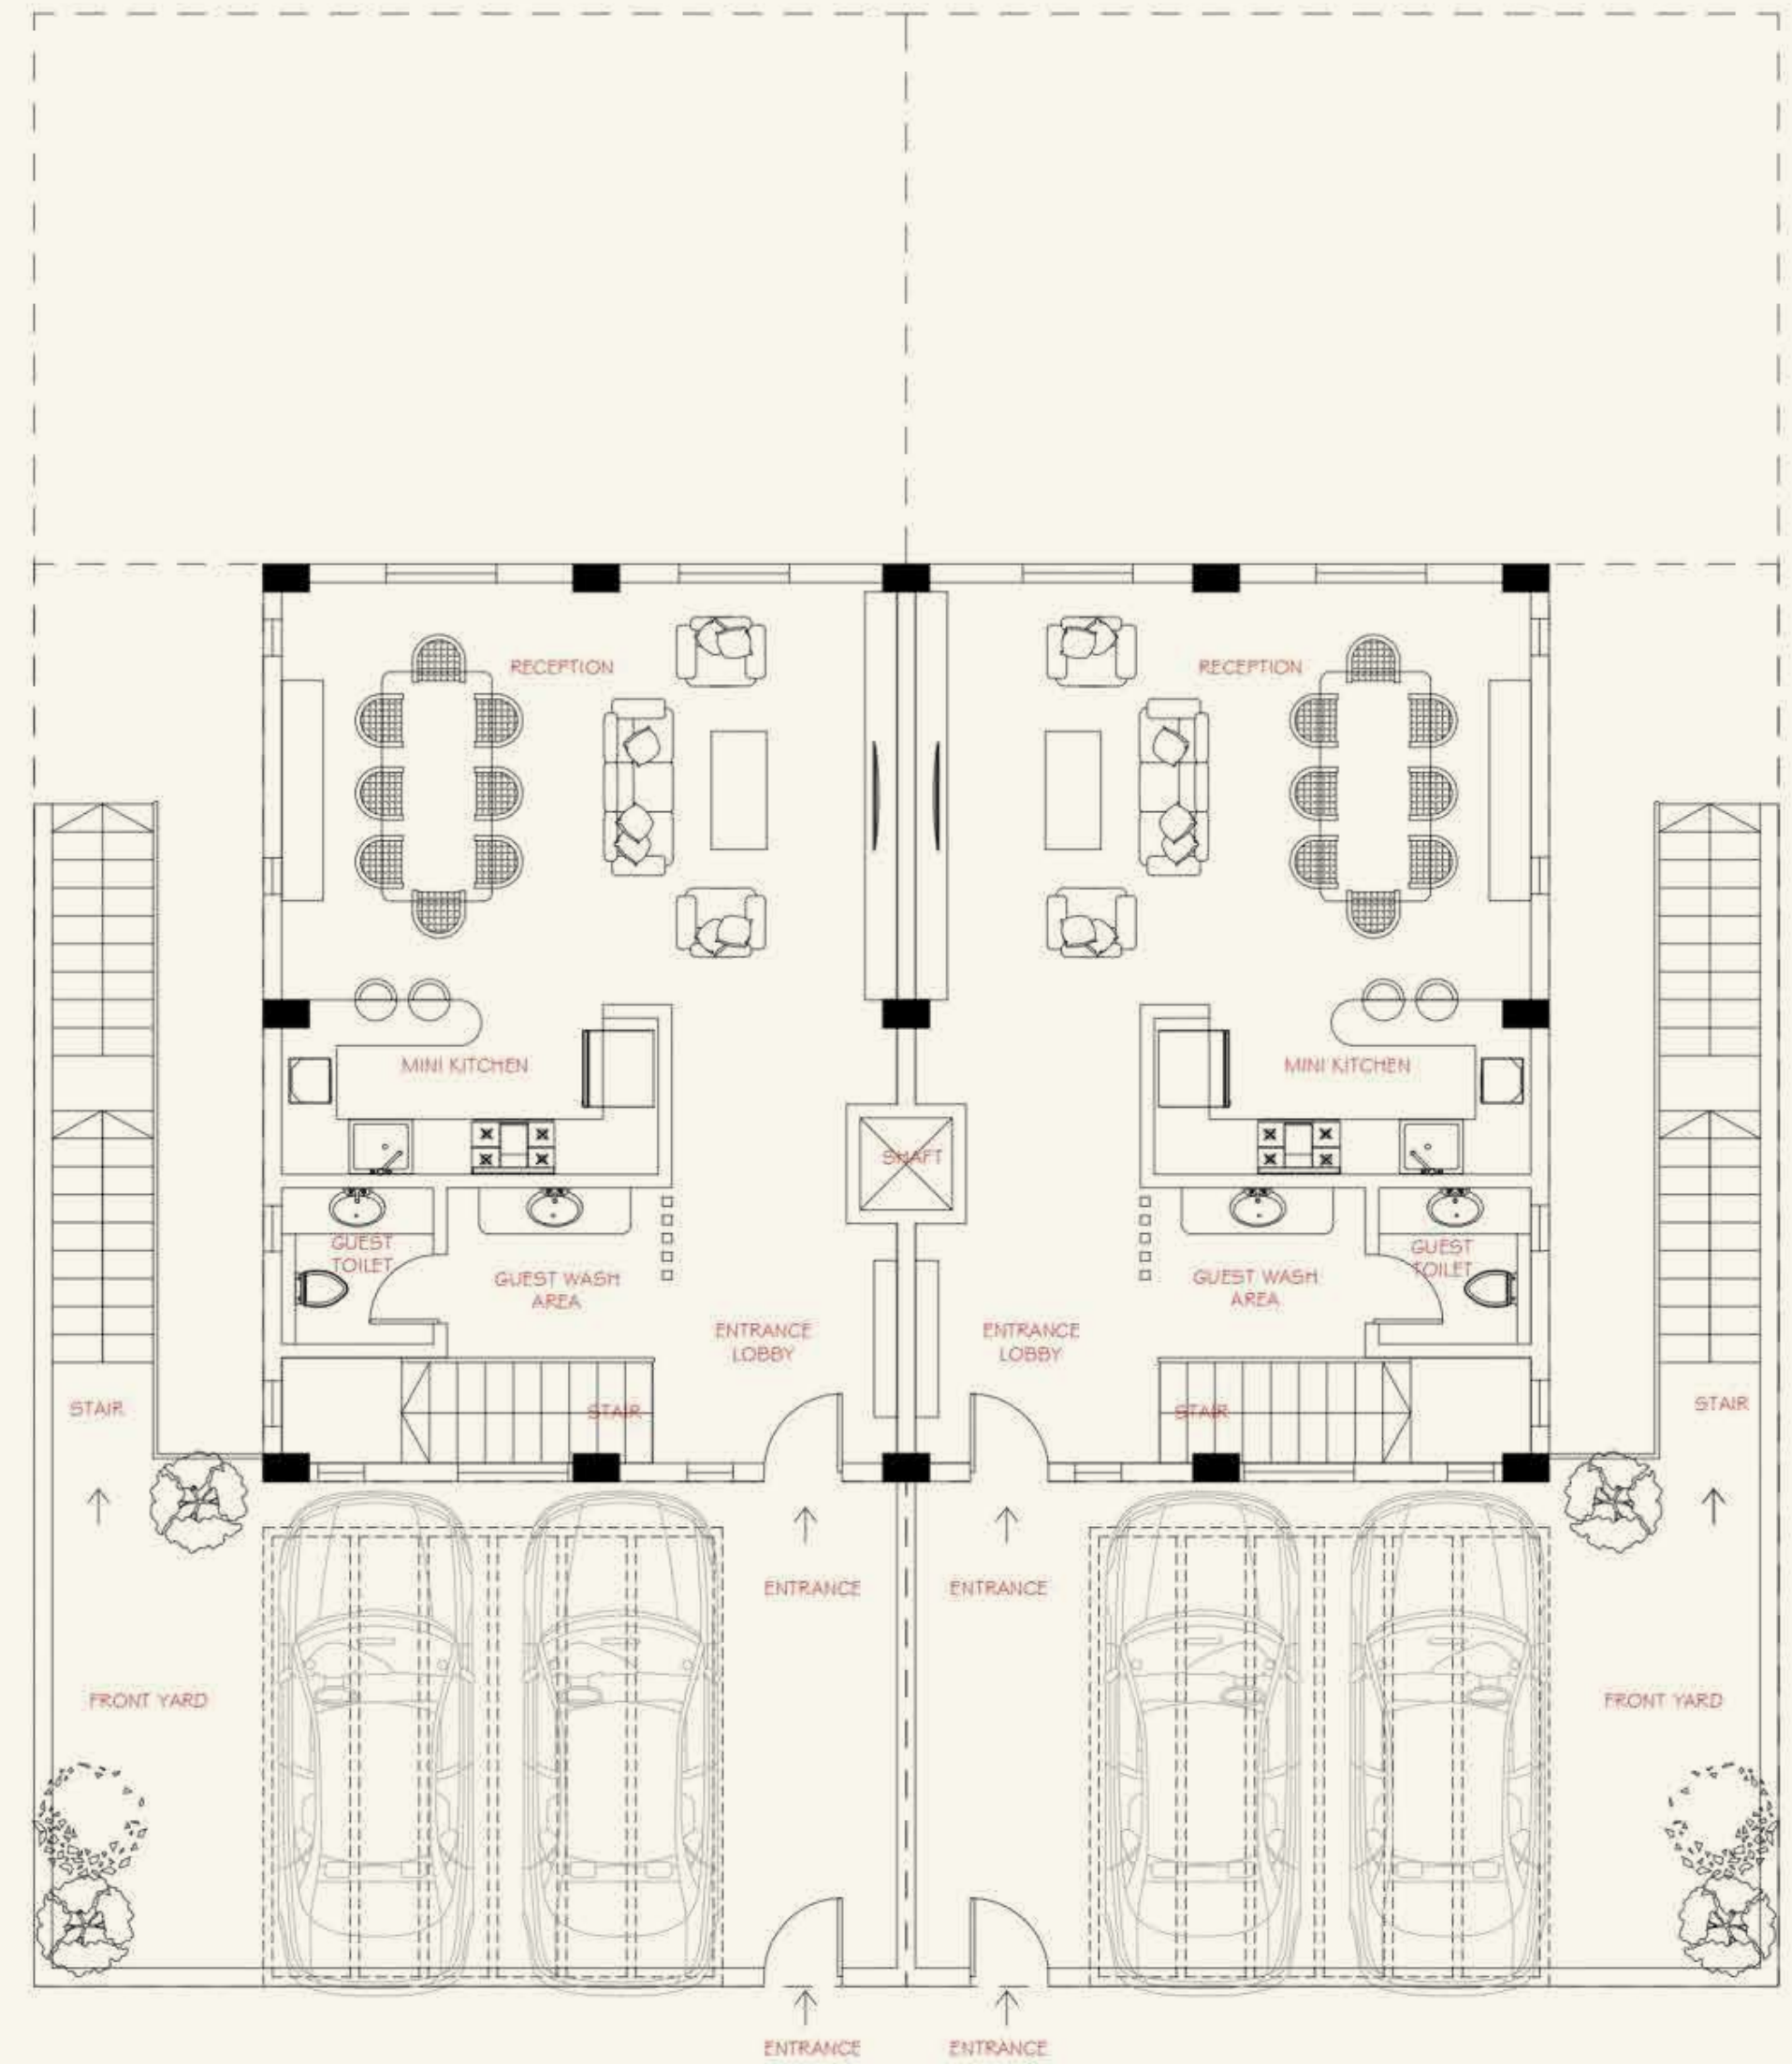 RECEPTION
RECEPTION
MINI KITCHEN
MINI KITCHEN
SHAFT
GUEST
TOILET
GUEST WASH
AREA
GUEST WASH
AREA
GUEST
TOILET
ENTRANCE
LOBBY
ENTRANCE
LOBBY
STAIR
STAIR
STAIR
STAIR
ENTRANCE
ENTRANCE
FRONT YARD
FRONT YARD
ENTRANCE
ENTRANCE